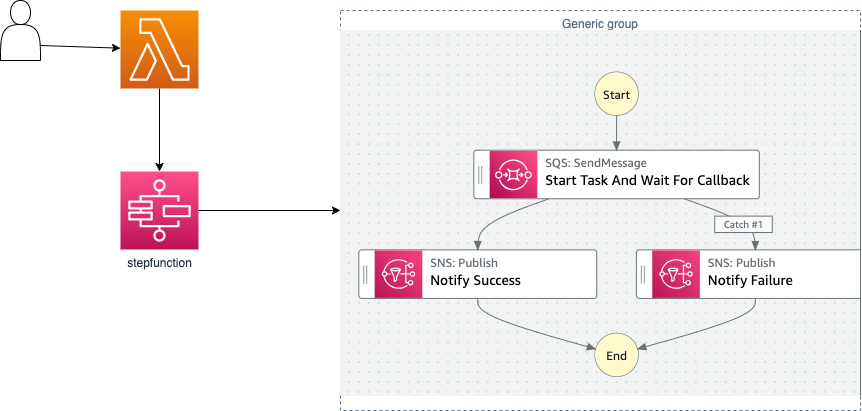 Generic group
Start
SQS: SendMessage
Start Task And Wait For Callback
Catch #1
SNS: Publish
Notify Success
SNS: Publish
Notify Failure
stepfunction
End